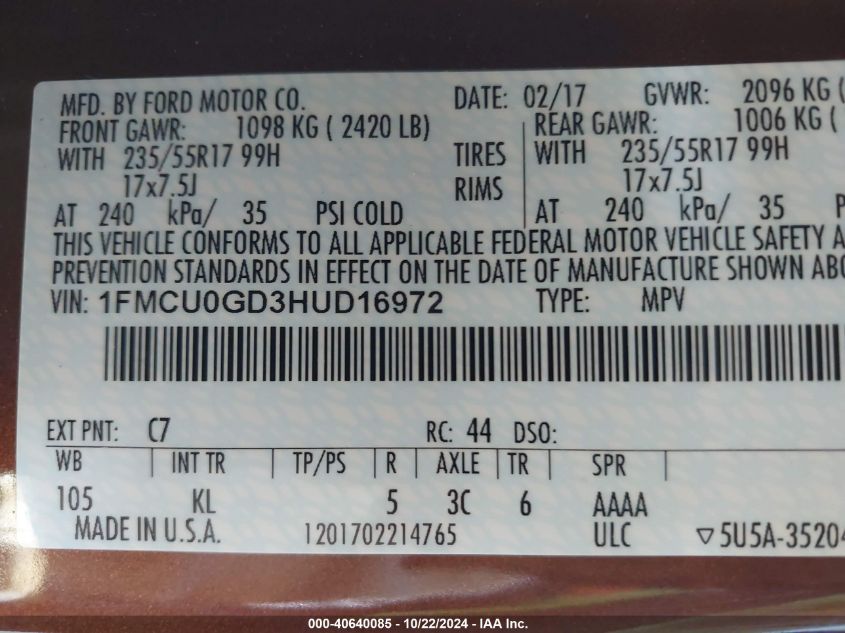 MFD. BY FORD MOTOR CO. DATE: 02/17 GVWR: 2096 KG (
FRONT GAWR: 1098 KG ( 2420 LB) REAR GAWR: 1006 KG (
WITH 235/55R17 99H TIRES WITH 235/55R17 99H
17x7.5J RIMS 17x7.5J
AT 240 kPa/ 35 PSI COLD AT 240 kPa/ 35 P
THIS VEHICLE CONFORMS TO ALL APPLICABLE FEDERAL MOTOR VEHICLE SAFETY A
PREVENTION STANDARDS IN EFFECT ON THE DATE OF MANUFACTURE SHOWN ABO
VIN: 1FMCU0GD3HUD16972 TYPE: MPV
EXT PNT: C7 RC: 44 DSO:
WB INT TR TP/PS R AXLE TR SPR
105 KL 5 3C 6 AAAA
MADE IN U.S.A. 1201702214765 ULC ▽5U5A-35204
000-40640085 - 10/22/2024 - IAA Inc.